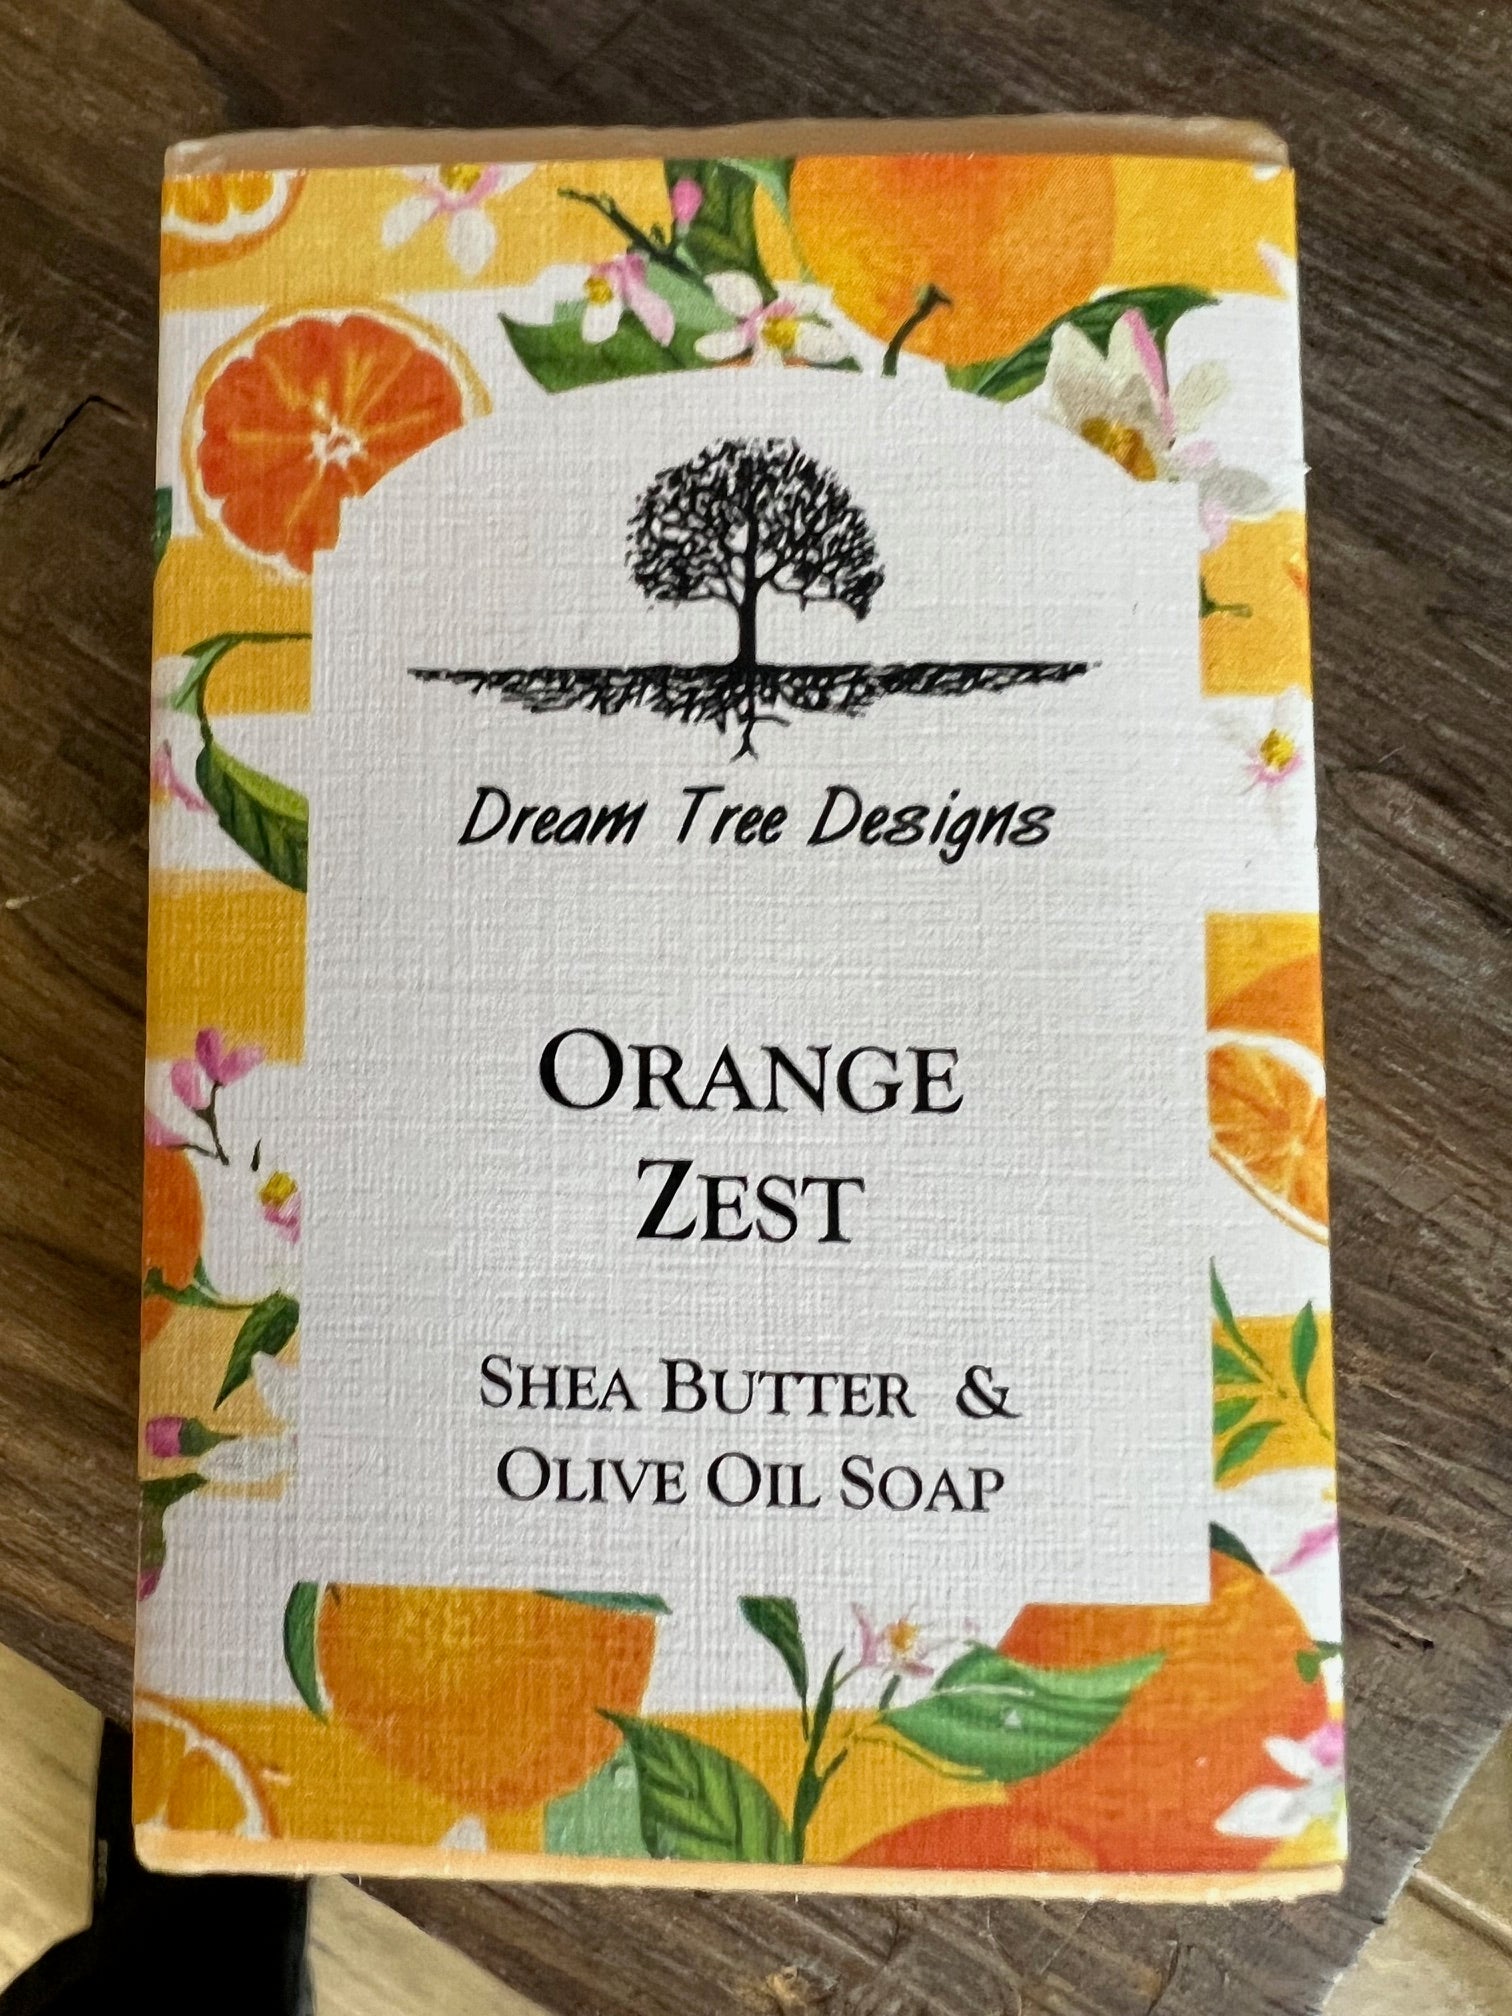 Dream Tree Designs
ORANGE
ZEST
SHEA BUTTER &
OLIVE OIL SOAP